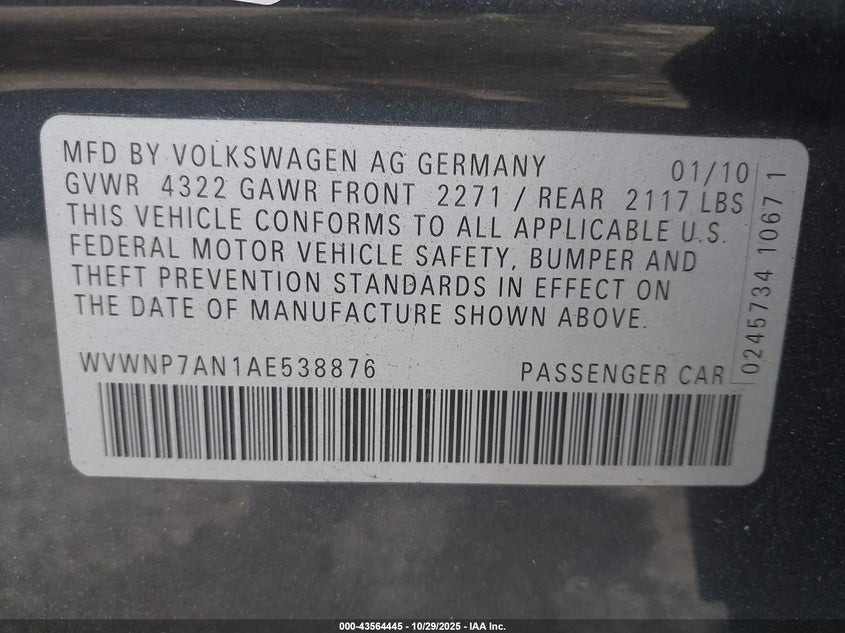 MFD BY VOLKSWAGEN AG GERMANY 01/10
GVWR 4322 GAWR FRONT 2271 / REAR 2117 LBS
THIS VEHICLE CONFORMS TO ALL APPLICABLE U.S.
FEDERAL MOTOR VEHICLE SAFETY, BUMPER AND
THEFT PREVENTION STANDARDS IN EFFECT ON
THE DATE OF MANUFACTURE SHOWN ABOVE.
WVWNP7AN1AE538876 PASSENGER CAR
0245734 1067 1
000-43564445 - 10/29/2025 - IAA Inc.